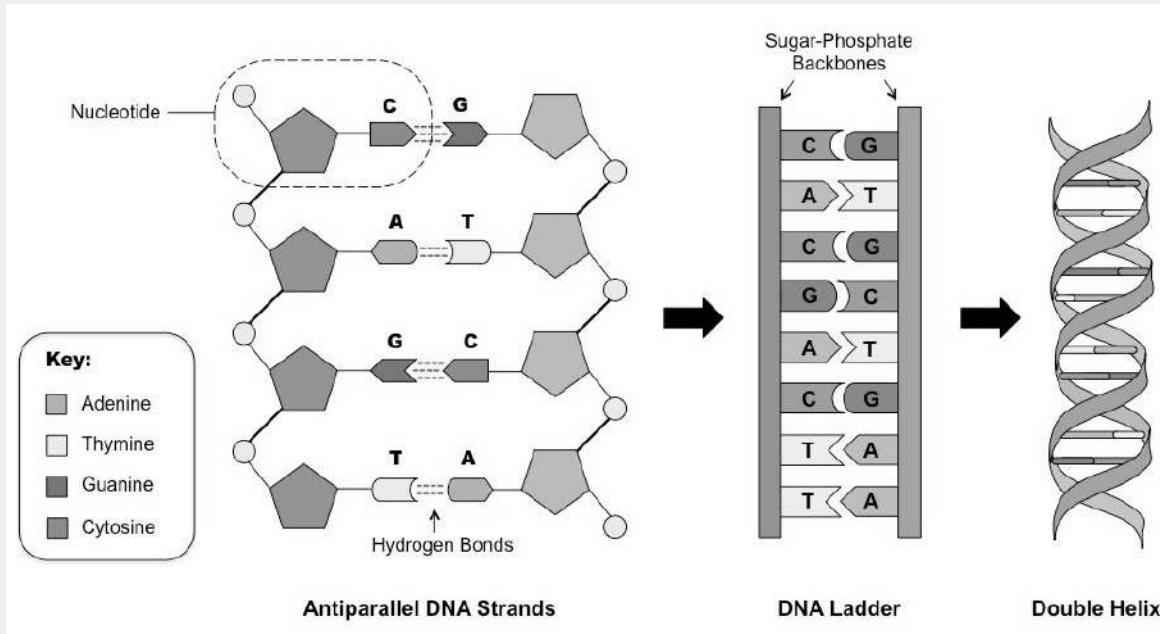 Sugar-Phosphate
Backbones
Nucleotide
C G
A T
G C
T A
Hydrogen Bonds
Key:
Adenine
Thymine
Guanine
Cytosine
C G
A T
C G
G C
A T
C G
T A
T A
Antiparallel DNA Strands
DNA Ladder
Double Helix